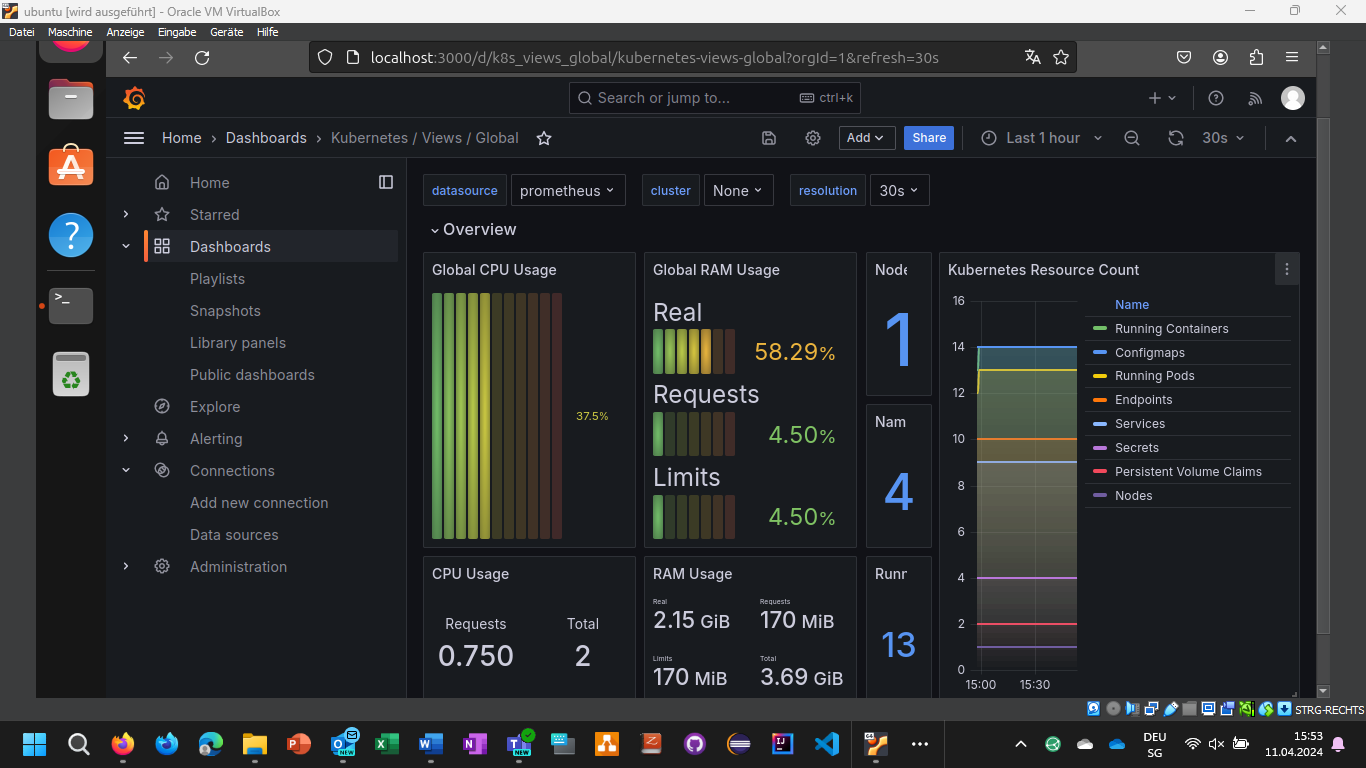 ubuntu [wird ausgeführt] - Oracle VM VirtualBox
Datei Maschine Anzeige Eingabe Geräte Hilfe
localhost:3000/d/k8s_views_global/kubernetes-views-global?orgId=1&refresh=30s
Search or jump to... ctrl+k
Home › Dashboards › Kubernetes / Views / Global
Add
Share
Last 1 hour
30s
Home
Starred
Dashboards
Playlists
Snapshots
Library panels
Public dashboards
Explore
Alerting
Connections
Add new connection
Data sources
Administration
datasource prometheus cluster None resolution 30s
Overview
Global CPU Usage
37.5%
Global RAM Usage
Real
58.29%
Requests
4.50%
Limits
4.50%
Node
1
Nam
4
Kubernetes Resource Count
16
14
12
10
8
6
4
2
0
15:00 15:30
Name
Running Containers
Configmaps
Running Pods
Endpoints
Services
Secrets
Persistent Volume Claims
Nodes
CPU Usage
Requests Total
0.750 2
RAM Usage
Real Requests
2.15 GiB 170 MiB
Limits Total
170 MiB 3.69 GiB
Runr
13
STRG-RECHTS
NEW
NEW
DEU
SG
15:53
11.04.2024